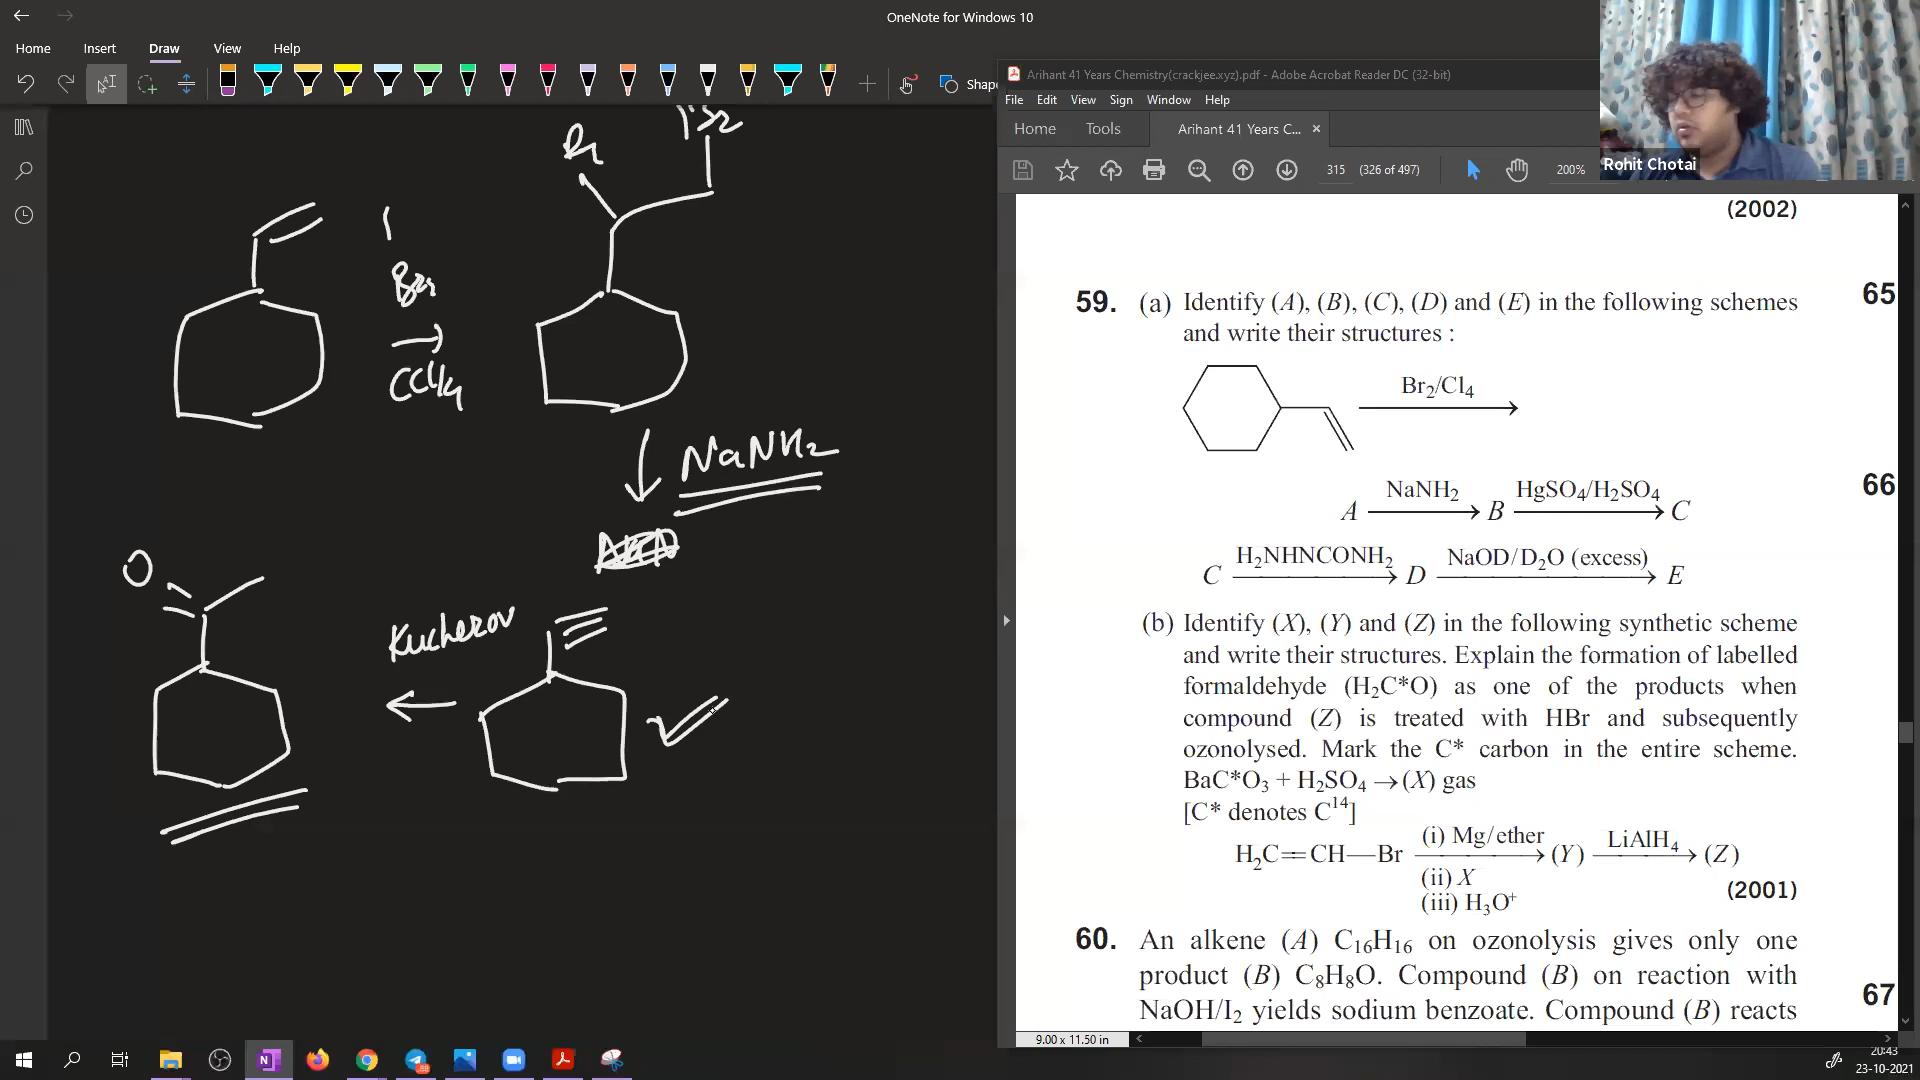 OneNote for Windows 10
Home Insert Draw View Help
Shape
Br
Br2
CCl4
NaNH2
O
Kucherov
Arihant 41 Years Chemistry(crackjee.xyz).pdf - Adobe Acrobat Reader DC (32-bit)
File Edit View Sign Window Help
Home Tools Arihant 41 Years C... ×
315 (326 of 497) 200%
Rohit Chotai
(2002)
59. (a) Identify (A), (B), (C), (D) and (E) in the following schemes
and write their structures :
Br2/Cl4
A NaNH2 → B HgSO4/H2SO4 → C
C H2NHNCONH2 → D NaOD/D2O (excess) → E
(b) Identify (X), (Y) and (Z) in the following synthetic scheme
and write their structures. Explain the formation of labelled
formaldehyde (H2C*O) as one of the products when
compound (Z) is treated with HBr and subsequently
ozonolysed. Mark the C* carbon in the entire scheme.
BaC*O3 + H2SO4 → (X) gas
[C* denotes C14]
H2C=CH—Br (i) Mg/ether → (Y) LiAlH4 → (Z)
(ii) X
(iii) H3O+
(2001)
60. An alkene (A) C16H16 on ozonolysis gives only one
product (B) C8H8O. Compound (B) on reaction with
NaOH/I2 yields sodium benzoate. Compound (B) reacts
65
66
67
9.00 x 11.50 in
20:43
23-10-2021